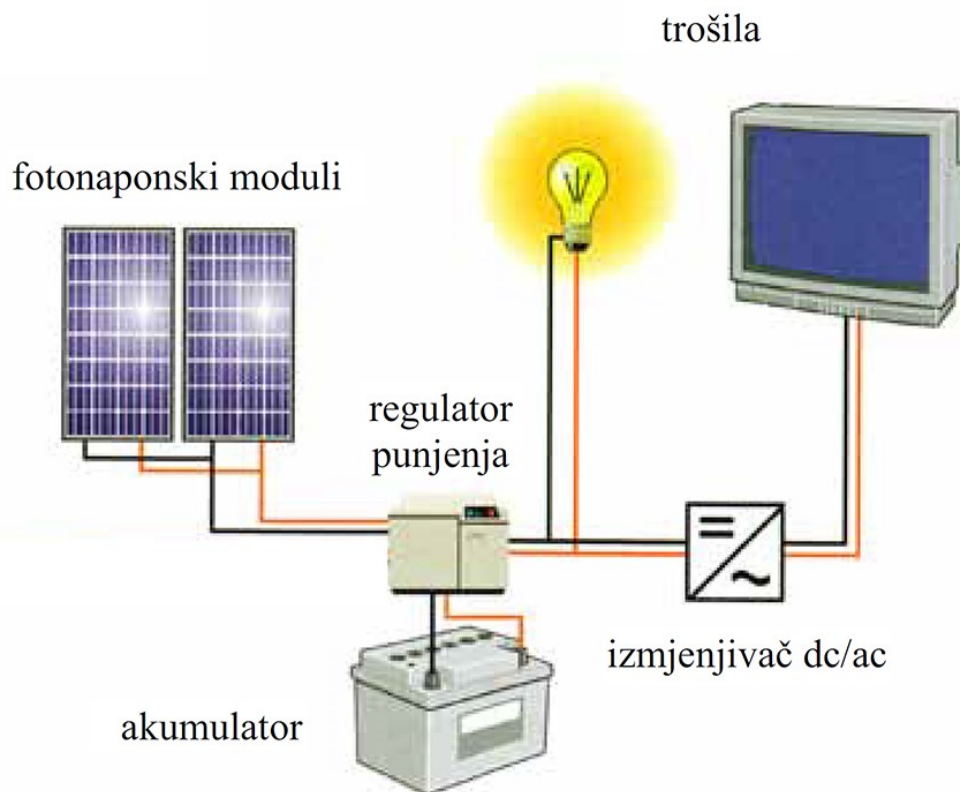 trošila
fotonaponski moduli
regulator
punjenja
izmjenjivač dc/ac
akumulator